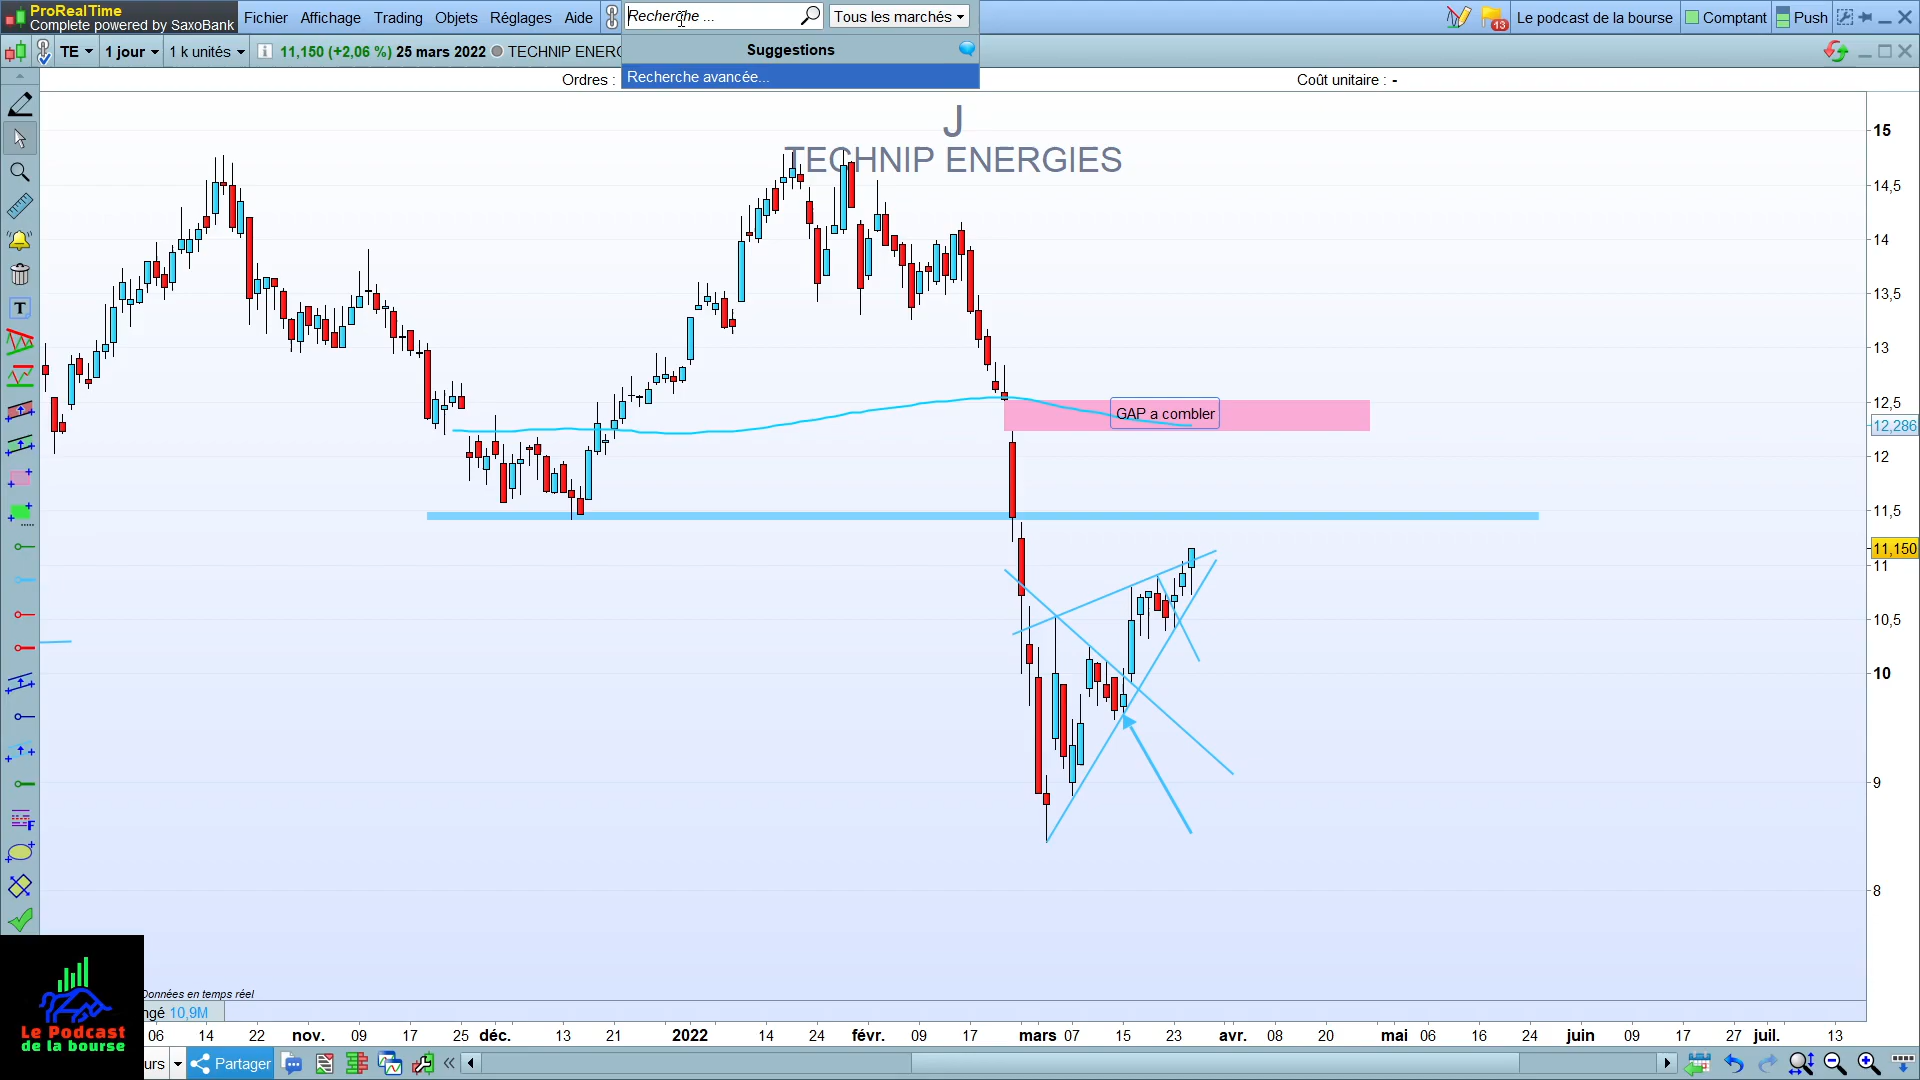 ProRealTime
Complete powered by SaxoBank
Fichier Affichage Trading Objets Réglages Aide
Recherche ...
Tous les marchés
13
Le podcast de la bourse
Comptant
Push
TE 1 jour 1 k unités
11,150 (+2,06 %) 25 mars 2022
TECHNIP ENERG
Suggestions
Recherche avancée...
Ordres :
Coût unitaire : -
J
TECHNIP ENERGIES
15
14,5
14
13,5
13
12,5
12,286
12
11,5
11,150
11
10,5
10
9
8
GAP a combler
T
F
Données en temps réel
ngé 10,9M
06 14 22 nov. 09 17 25 déc. 13 21 2022 14 24 févr. 09 17 mars 07 15 23 avr. 08 20 mai 06 16 24 juin 09 17 27 juil. 13
Le Podcast
de la bourse
urs
Partager